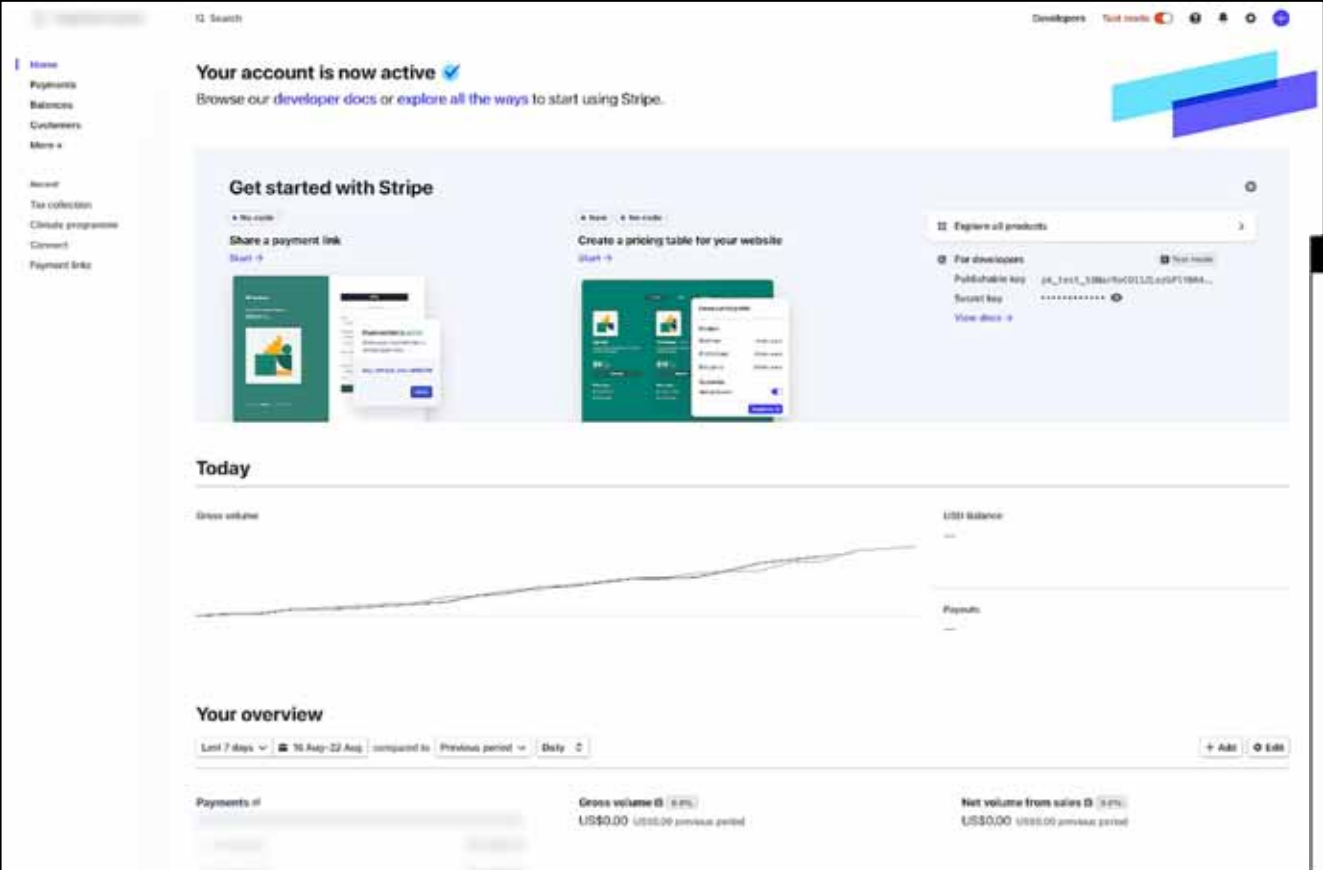 Search
Developers
Test mode
Home
Payments
Balances
Customers
More +
Recent
Tax collection
Climate programme
Connect
Payment links
Your account is now active
Browse our developer docs or explore all the ways to start using Stripe.
Get started with Stripe
No code
Share a payment link
Start →
New
No code
Create a pricing table for your website
Start →
Explore all products
For developers
Test mode
Publishable key
Secret key ••••••••••••
View docs →
Today
Gross volume
USD Balance
—
Payouts
—
Your overview
Last 7 days
16 Aug-22 Aug
compared to
Previous period
Daily
+ Add
Edit
Payments
Gross volume
0.0%
US$0.00 US$0.00 previous period
Net volume from sales
0.0%
US$0.00 US$0.00 previous period